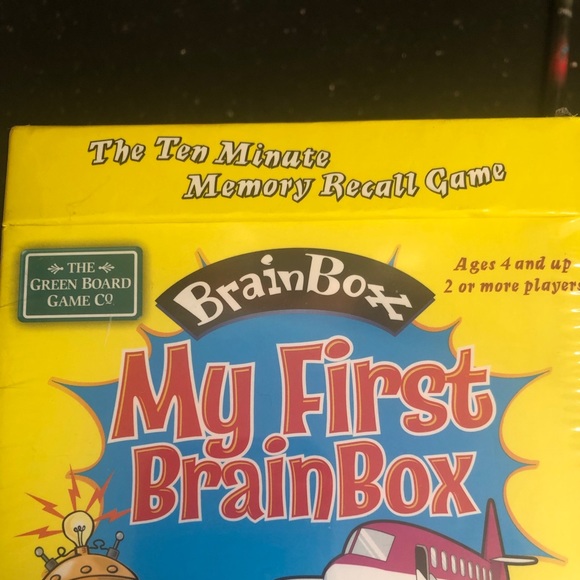 The Ten Minute
Memory Recall Game
THE
GREEN BOARD
GAME CO
BrainBox
Ages 4 and up
2 or more players
My First
BrainBox